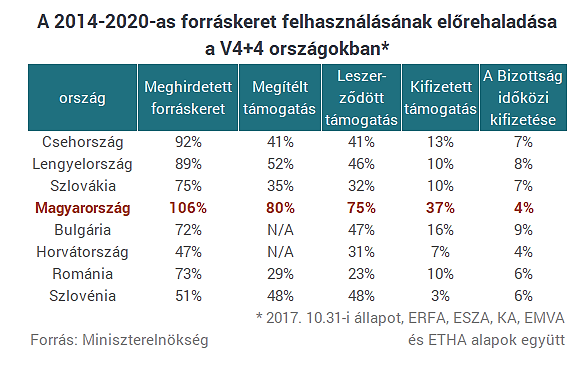 A 2014-2020-as forráskeret felhasználásának előrehaladása
a V4+4 országokban*
ország Meghirdetett forráskeret Megítélt támogatás Leszer-ződött támogatás Kifizetett támogatás A Bizottság időközi kifizetése
Csehország 92% 41% 41% 13% 7%
Lengyelország 89% 52% 46% 10% 8%
Szlovákia 75% 35% 32% 10% 7%
Magyarország 106% 80% 75% 37% 4%
Bulgária 72% N/A 47% 16% 9%
Horvátország 47% N/A 31% 7% 4%
Románia 73% 29% 23% 10% 6%
Szlovénia 51% 48% 48% 3% 6%
* 2017. 10.31-i állapot, ERFA, ESZA, KA, EMVA
Forrás: Miniszterelnökség és ETHA alapok együtt